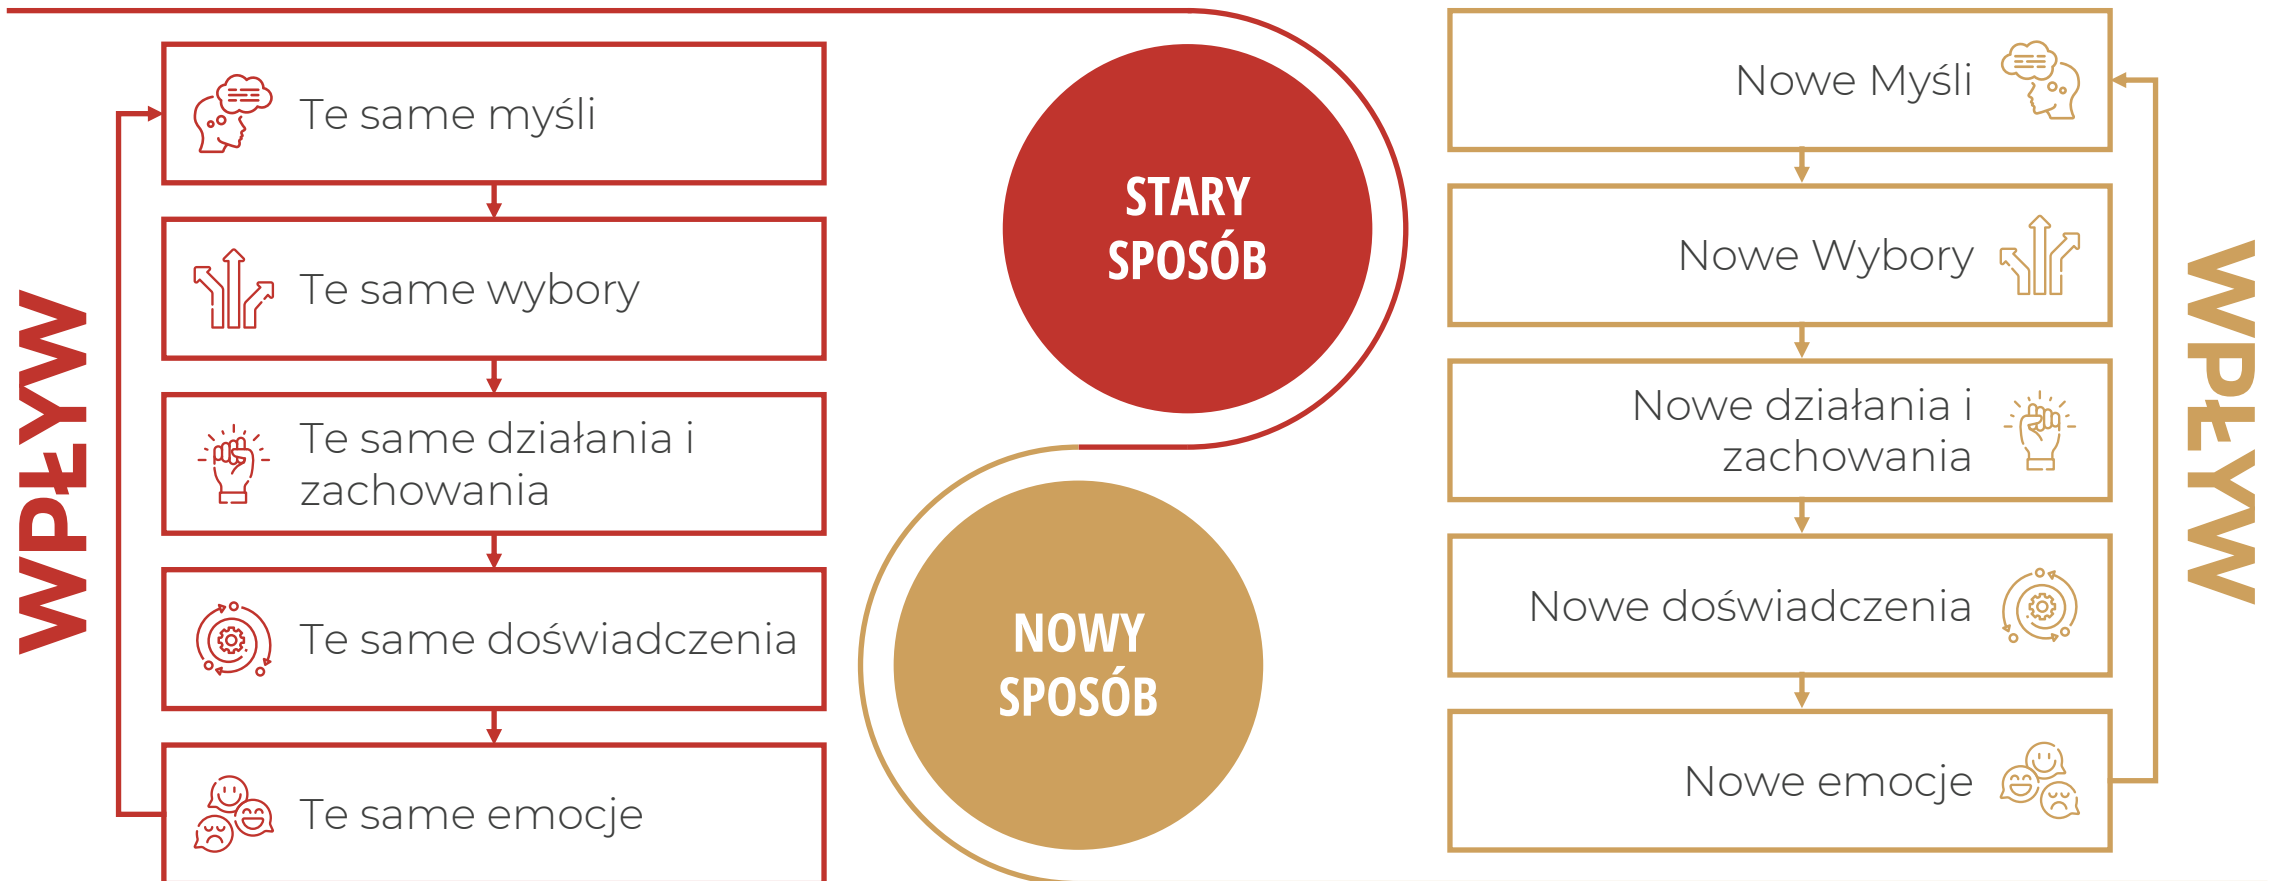 WPŁYW
Te same myśli
Te same wybory
Te same działania i
zachowania
Te same doświadczenia
Te same emocje
STARY
SPOSÓB
NOWY
SPOSÓB
Nowe Myśli
Nowe Wybory
Nowe działania i
zachowania
Nowe doświadczenia
Nowe emocje
WPŁYW